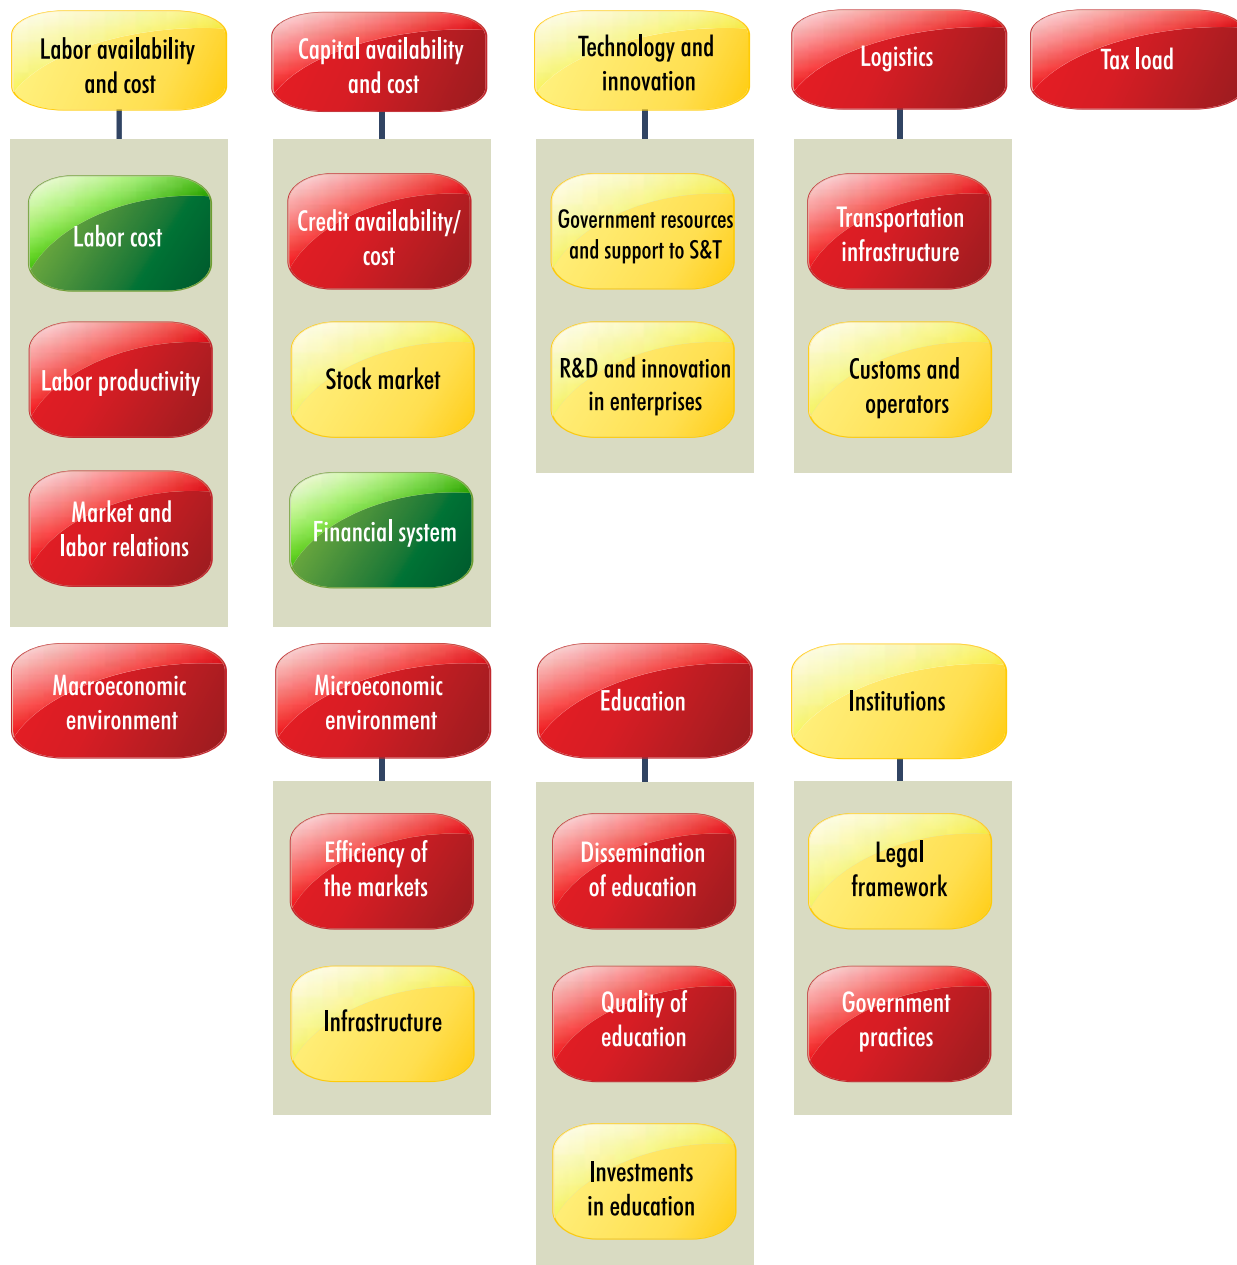 Labor availability
and cost
Capital availability
and cost
Technology and
innovation
Logistics
Tax load
Labor cost
Labor productivity
Market and
labor relations
Credit availability/
cost
Stock market
Financial system
Government resources
and support to S&T
R&D and innovation
in enterprises
Transportation
infrastructure
Customs and
operators
Macroeconomic
environment
Microeconomic
environment
Education
Institutions
Efficiency of
the markets
Infrastructure
Dissemination
of education
Quality of
education
Investments
in education
Legal
framework
Government
practices